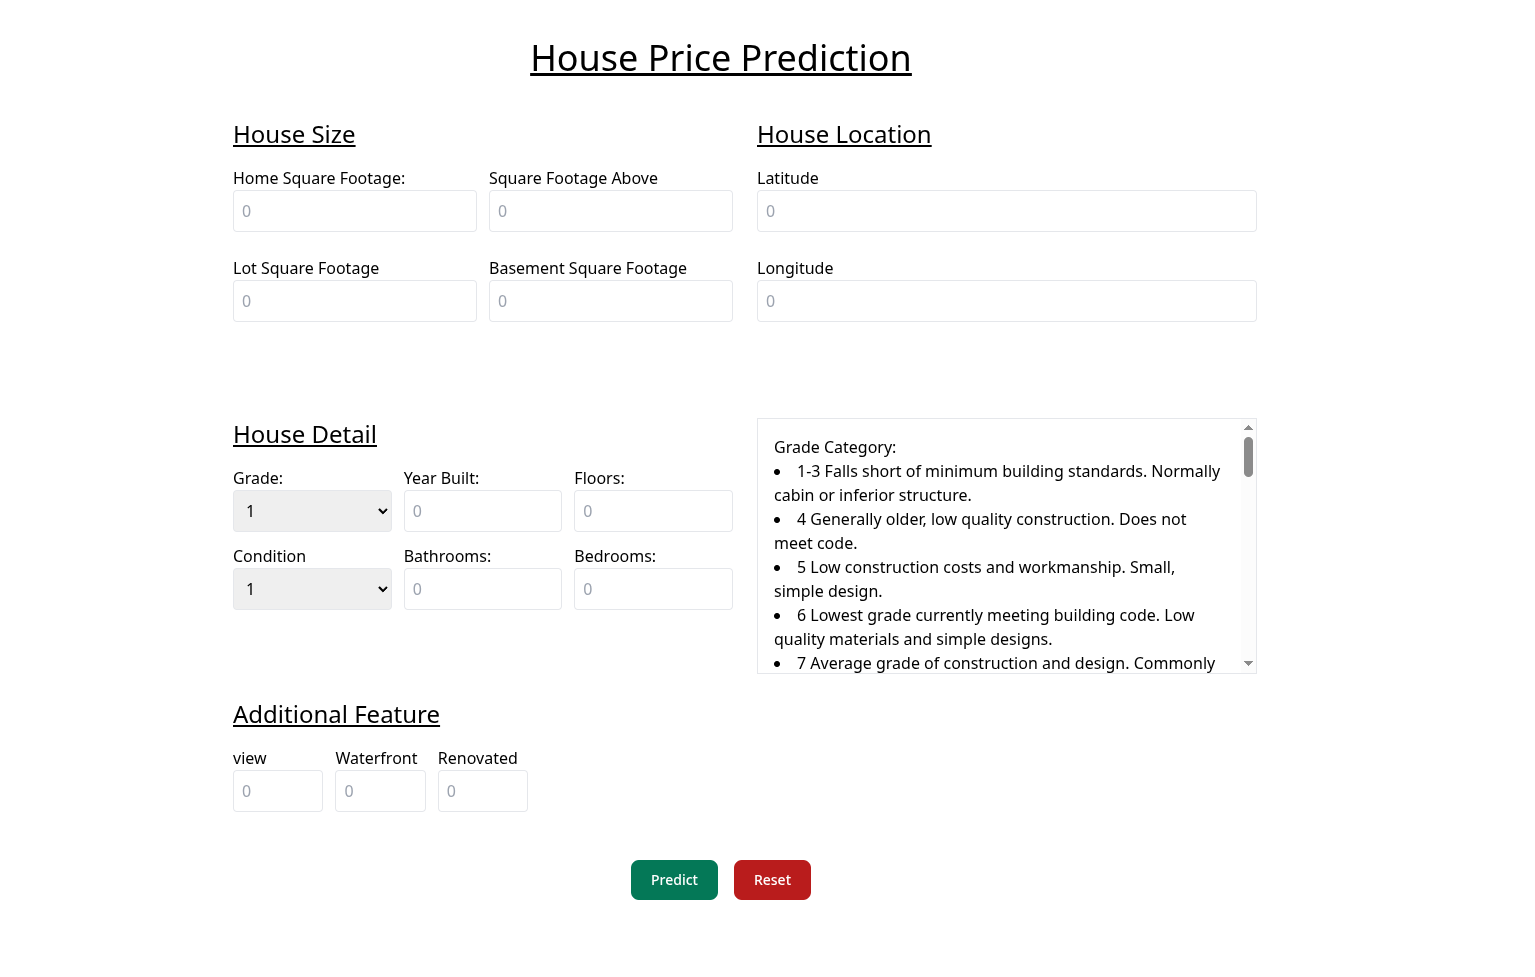 House Price Prediction
House Size
Home Square Footage:
Square Footage Above
0
0
Lot Square Footage
Basement Square Footage
0
0
House Location
Latitude
0
Longitude
0
House Detail
Grade:
Year Built:
Floors:
1
0
0
Condition
Bathrooms:
Bedrooms:
1
0
0
Grade Category:
• 1-3 Falls short of minimum building standards. Normally
cabin or inferior structure.
• 4 Generally older, low quality construction. Does not
meet code.
• 5 Low construction costs and workmanship. Small,
simple design.
• 6 Lowest grade currently meeting building code. Low
quality materials and simple designs.
• 7 Average grade of construction and design. Commonly
Additional Feature
view
Waterfront
Renovated
0
0
0
Predict
Reset